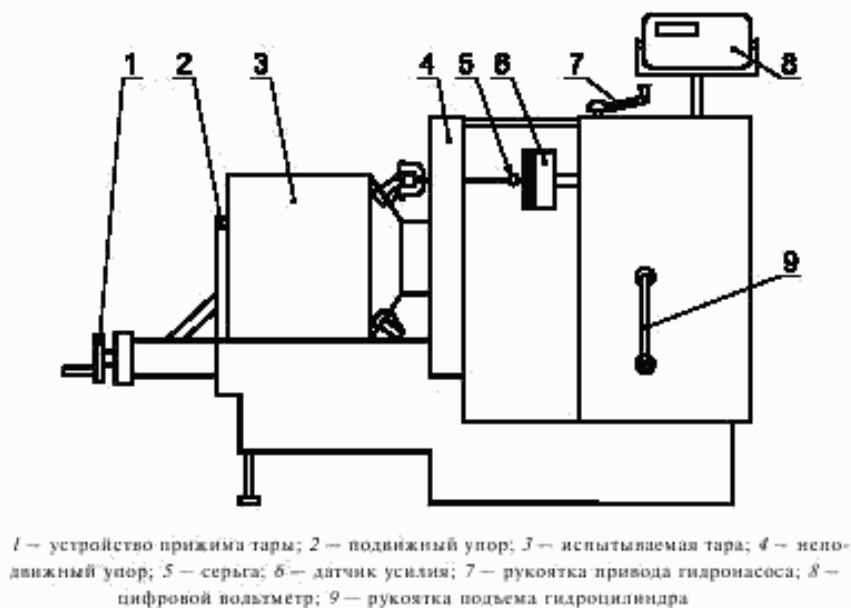 1 2 3 4 5 6 7 8
9
1 — устройство прижима тары; 2 — подвижный упор; 3 — испытываемая тара; 4 — непо-
движный упор; 5 — серьга; 6 — датчик усилия; 7 — рукоятка привода гидронасоса; 8 —
цифровой вольтметр; 9 — рукоятка подъема гидроцилиндра